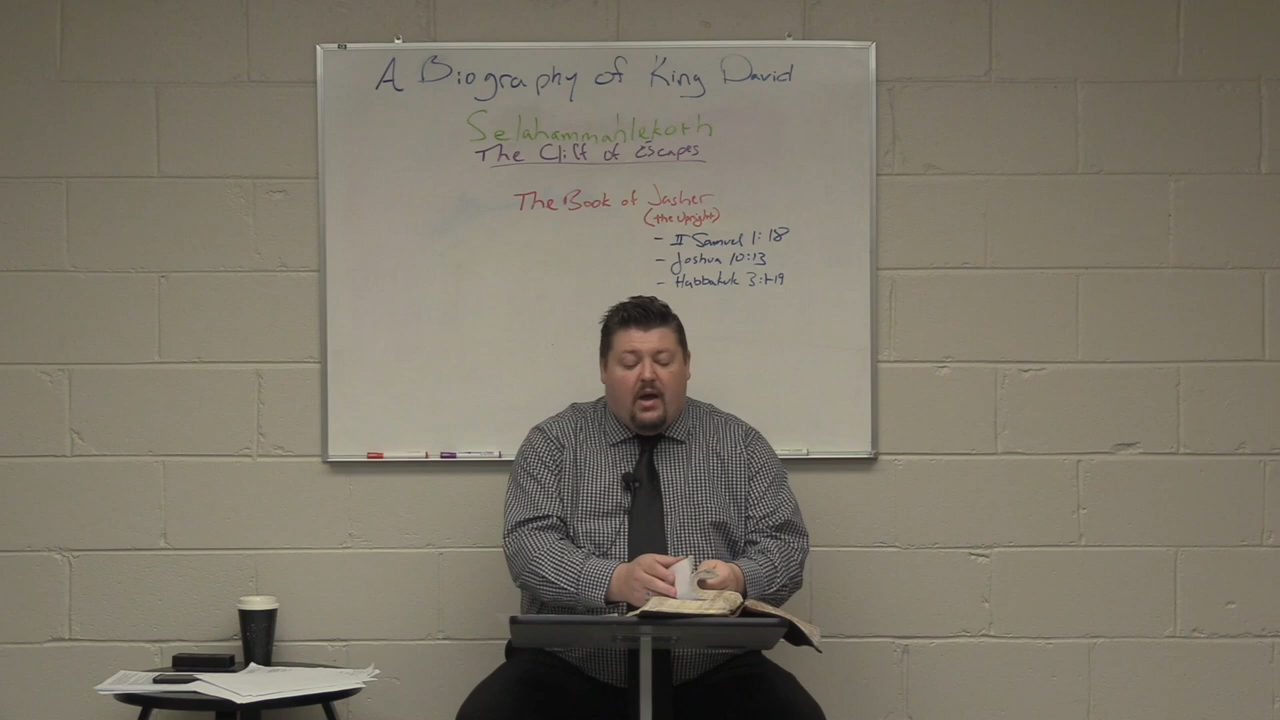 A Biography of King David
Selahammahlekoth
The Cliff of Escapes
The Book of Jasher
(the Upright)
- II Samuel 1:18
- Joshua 10:13
- Habbakuk 3:1-19